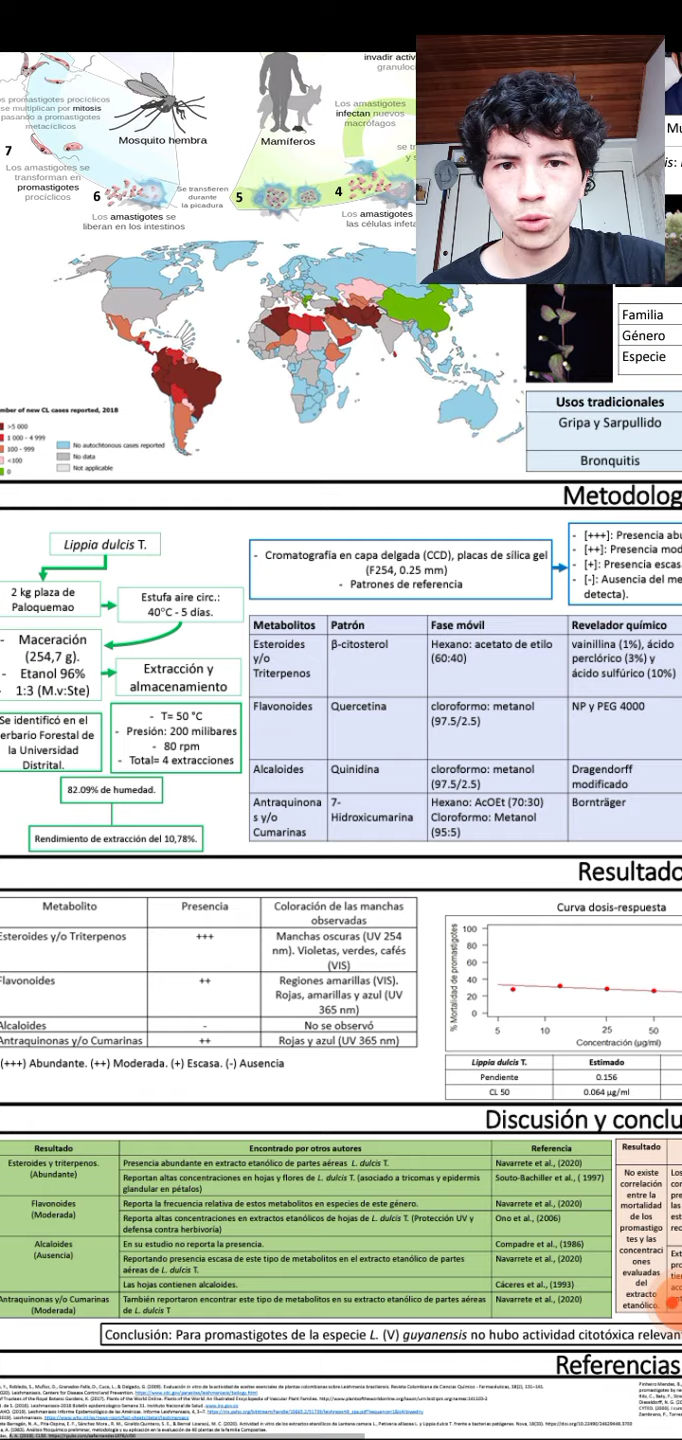 invadir activ
granuloc
os promastigotes procíclicos
se multiplican por mitosis
pasando a promastigotes
metacíclicos
Mosquito hembra
Mamíferos
Los amastigotes
infectan nuevos
macrófagos
7
Los amastigotes se
transforman en
promastigotes
procíclicos
6
Los amastigotes se
liberan en los intestinos
Se transfieren
durante
la picadura
5
4
Los amastigotes
las células infeta
se tr
y s
Mu
is:
Familia
Género
Especie
mber of new CL cases reported, 2018
>5 000
1 000 - 4 999
100 - 999
<100
0
No autochtonous cases reported
No data
Not applicable
Usos tradicionales
Gripa y Sarpullido
Bronquitis
Metodolog
Lippia dulcis T.
2 kg plaza de
Paloquemao
Estufa aire circ.:
40°C - 5 días.
- Maceración
(254,7 g).
- Etanol 96%
- 1:3 (M.v:Ste)
Extracción y
almacenamiento
Se identificó en el
erbario Forestal de
la Universidad
Distrital.
- T= 50 °C
- Presión: 200 milibares
- 80 rpm
- Total= 4 extracciones
82.09% de humedad.
Rendimiento de extracción del 10,78%.
- Cromatografía en capa delgada (CCD), placas de sílica gel
(F254, 0.25 mm)
- Patrones de referencia
- [+++]: Presencia abu
- [++]: Presencia mod
- [+]: Presencia escas
- [-]: Ausencia del me
detecta).
Metabolitos Patrón Fase móvil Revelador químico
Esteroides y/o Triterpenos β-citosterol Hexano: acetato de etilo (60:40) vainillina (1%), ácido perclórico (3%) y ácido sulfúrico (10%)
Flavonoides Quercetina cloroformo: metanol (97.5/2.5) NP y PEG 4000
Alcaloides Quinidina cloroformo: metanol (97.5/2.5) Dragendorff modificado
Antraquinonas y/o Cumarinas 7-Hidroxicumarina Hexano: AcOEt (70:30) Cloroformo: Metanol (95:5) Bornträger
Resultado
Metabolito Presencia Coloración de las manchas observadas
Esteroides y/o Triterpenos +++ Manchas oscuras (UV 254 nm). Violetas, verdes, cafés (VIS)
Flavonoides ++ Regiones amarillas (VIS). Rojas, amarillas y azul (UV 365 nm)
Alcaloides - No se observó
Antraquinonas y/o Cumarinas ++ Rojas y azul (UV 365 nm)
(+++) Abundante. (++) Moderada. (+) Escasa. (-) Ausencia
Curva dosis-respuesta
% Mortalidad de promastigotes
100
80
60
40
20
0
5 10 25 50
Concentración (µg/ml)
Lippia dulcis T. Estimado
Pendiente 0.156
CL 50 0.064 µg/ml
Discusión y conclu
Resultado Encontrado por otros autores Referencia
Esteroides y triterpenos. (Abundante)
Presencia abundante en extracto etanólico de partes aéreas L. dulcis T. Navarrete et al., (2020)
Reportan altas concentraciones en hojas y flores de L. dulcis T. (asociado a tricomas y epidermis glandular en pétalos) Souto-Bachiller et al., ( 1997)
Flavonoides (Moderada)
Reporta la frecuencia relativa de estos metabolitos en especies de este género. Navarrete et al., (2020)
Reporta altas concentraciones en extractos etanólicos de hojas de L. dulcis T. (Protección UV y defensa contra herbivoría) Ono et al., (2006)
Alcaloides (Ausencia)
En su estudio no reporta la presencia. Compadre et al., (1986)
Reportando presencia escasa de este tipo de metabolitos en el extracto etanólico de partes aéreas de L. dulcis T. Navarrete et al., (2020)
Las hojas contienen alcaloides. Cáceres et al., (1993)
Antraquinonas y/o Cumarinas (Moderada)
También reportaron encontrar este tipo de metabolitos en su extracto etanólico de partes aéreas de L. dulcis T Navarrete et al., (2020)
Resultado
No existe
correlación
entre la
mortalidad
de los
promastigo
tes y las
concentraci
ones
evaluadas
del
extracto
etanólico.
Conclusión: Para promastigotes de la especie L. (V) guyanensis no hubo actividad citotóxica relevan
Referencias